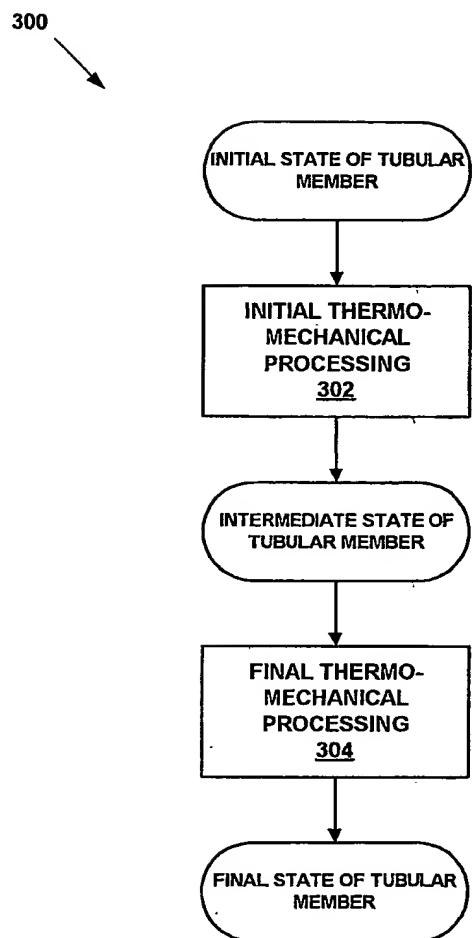 300
INITIAL STATE OF TUBULAR
MEMBER
INITIAL THERMO-
MECHANICAL
PROCESSING
302
INTERMEDIATE STATE OF
TUBULAR MEMBER
FINAL THERMO-
MECHANICAL
PROCESSING
304
FINAL STATE OF TUBULAR
MEMBER